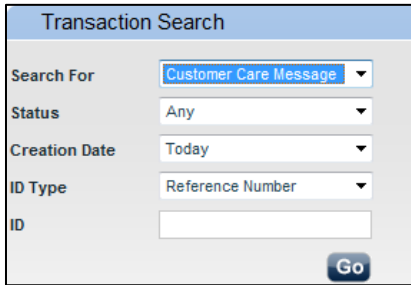 Transaction Search
Search For Customer Care Message
Status Any
Creation Date Today
ID Type Reference Number
ID
Go